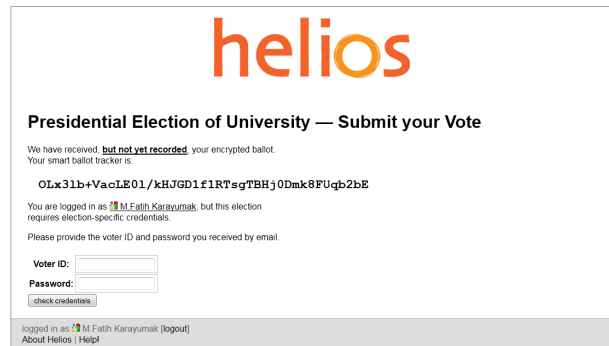 helios
Presidential Election of University — Submit your Vote
We have received, but not yet recorded, your encrypted ballot.
Your smart ballot tracker is:
OLx3lb+VacLE0l/kHJGD1f1RTsgTBHj0Dmk8FUqb2bE
You are logged in as M.Fatih Karayumak, but this election
requires election-specific credentials.
Please provide the voter ID and password you received by email.
Voter ID:
Password:
check credentials
logged in as M.Fatih Karayumak [logout]
About Helios | Help!